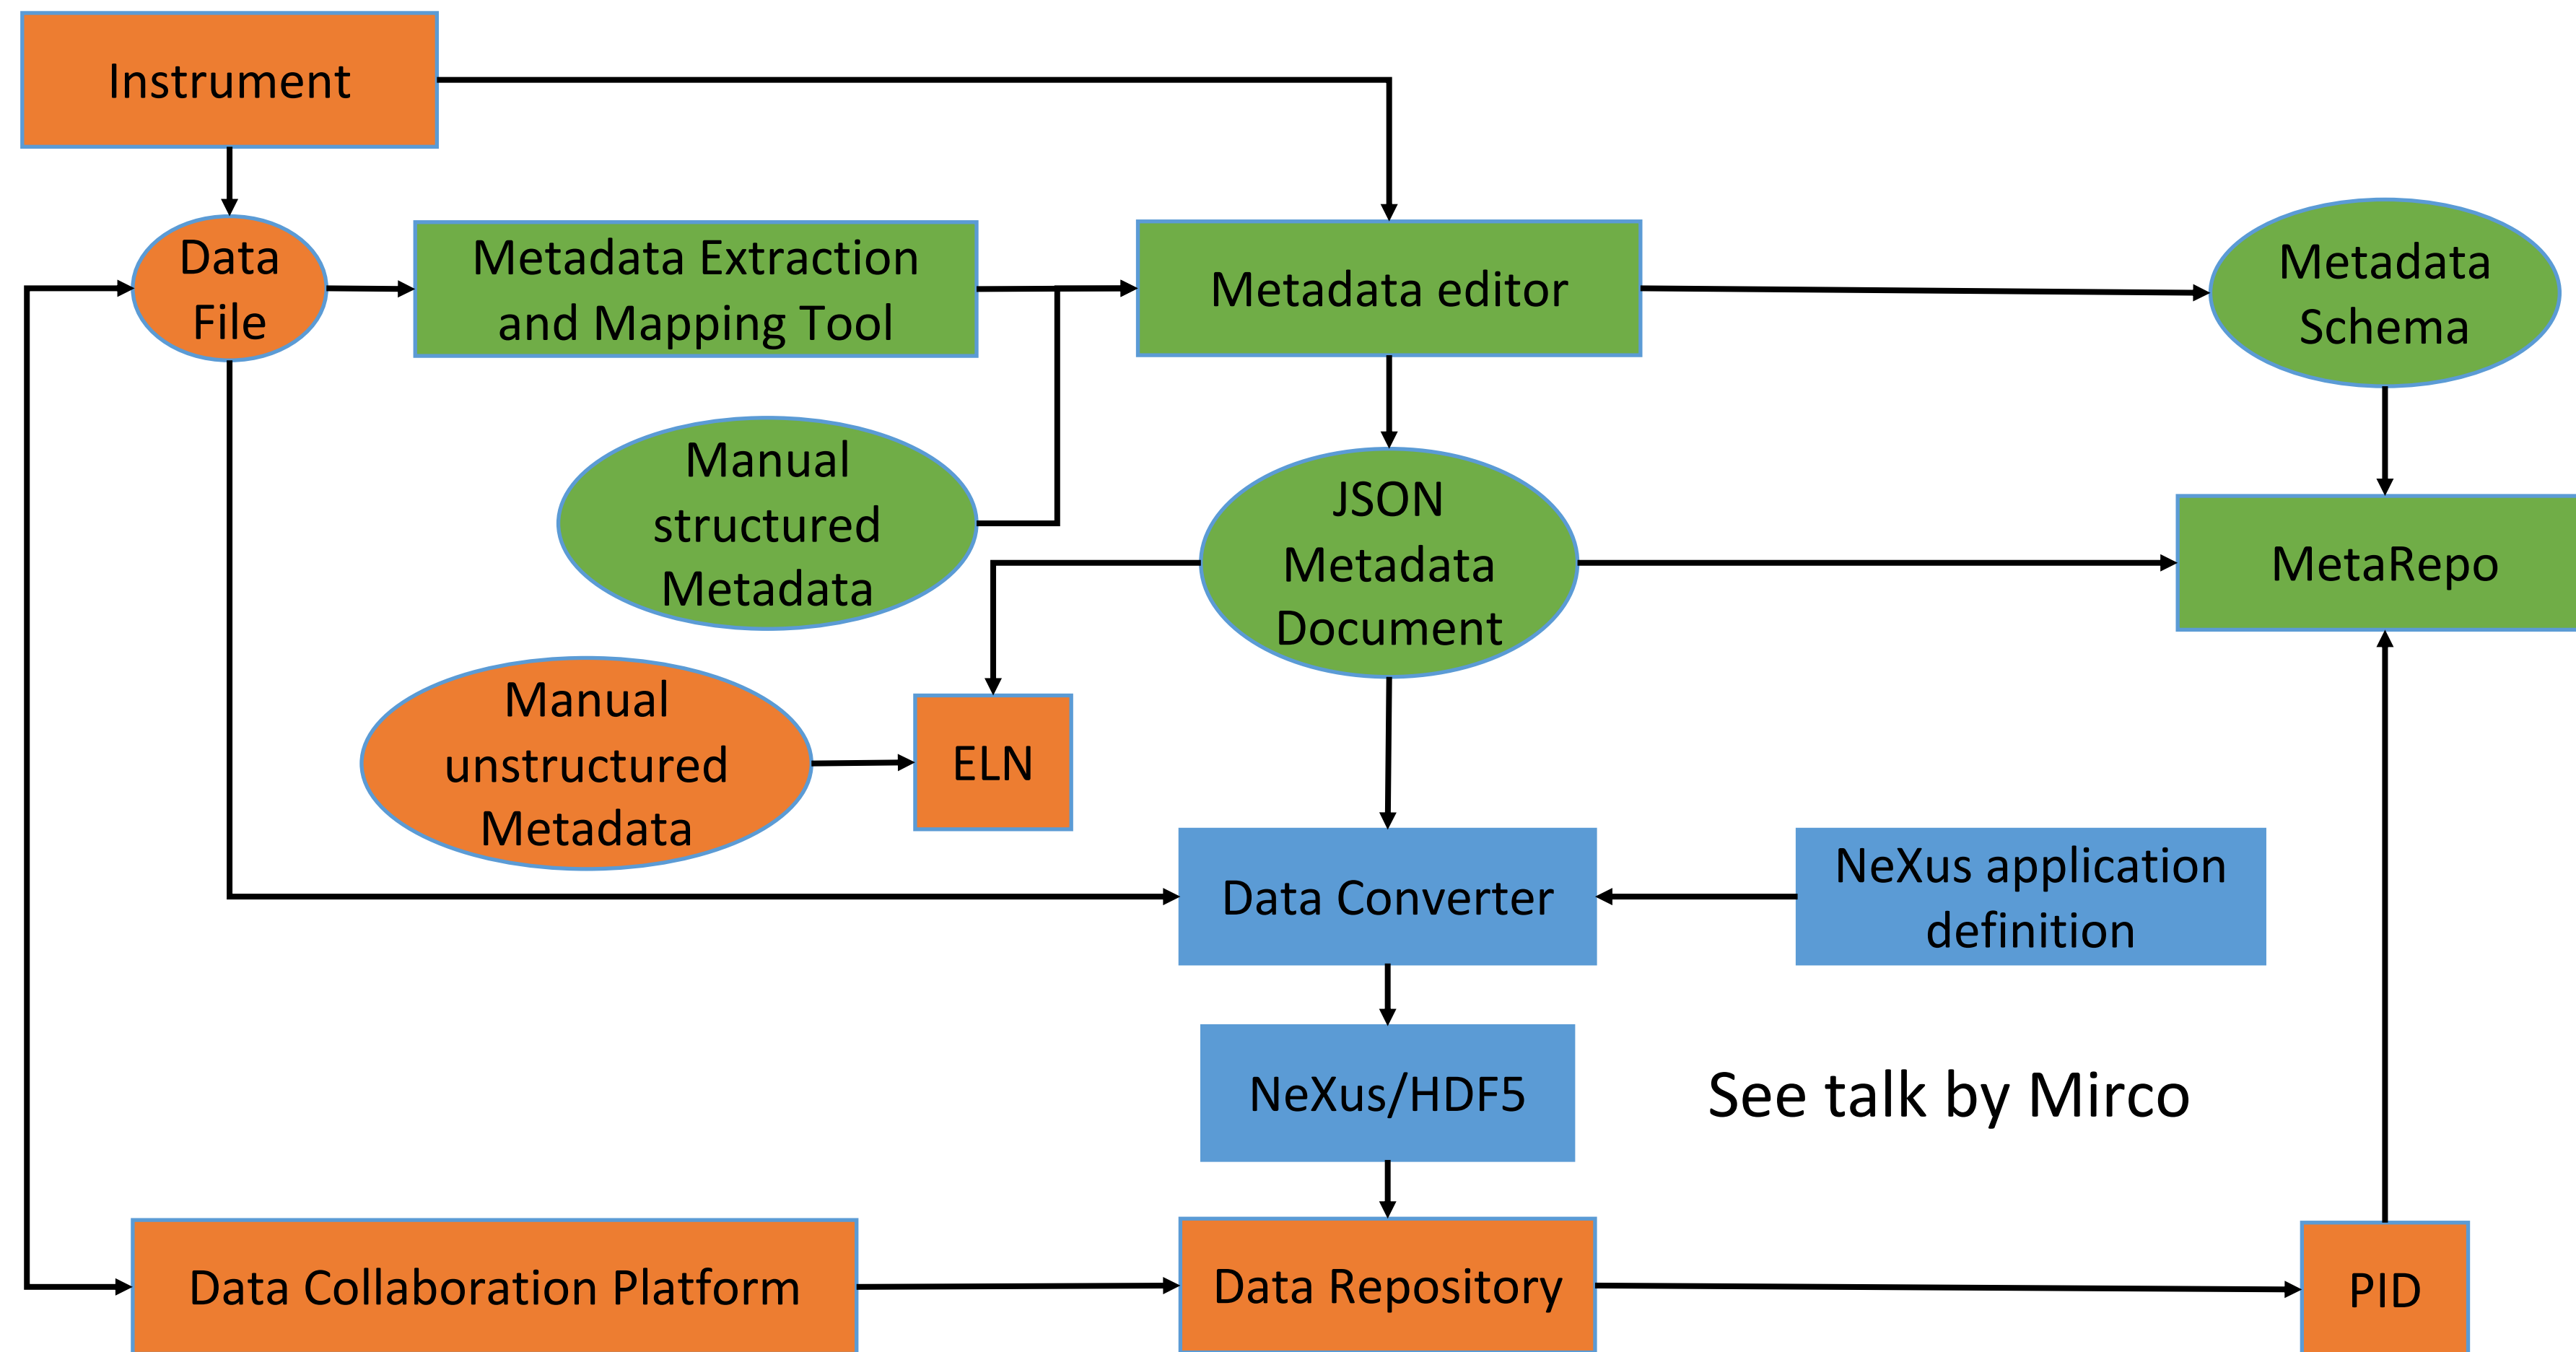 Instrument
Data
File
Metadata Extraction
and Mapping Tool
Metadata editor
Metadata
Schema
Manual
structured
Metadata
JSON
Metadata
Document
MetaRepo
Manual
unstructured
Metadata
ELN
Data Converter
NeXus application
definition
NeXus/HDF5
See talk by Mirco
Data Collaboration Platform
Data Repository
PID